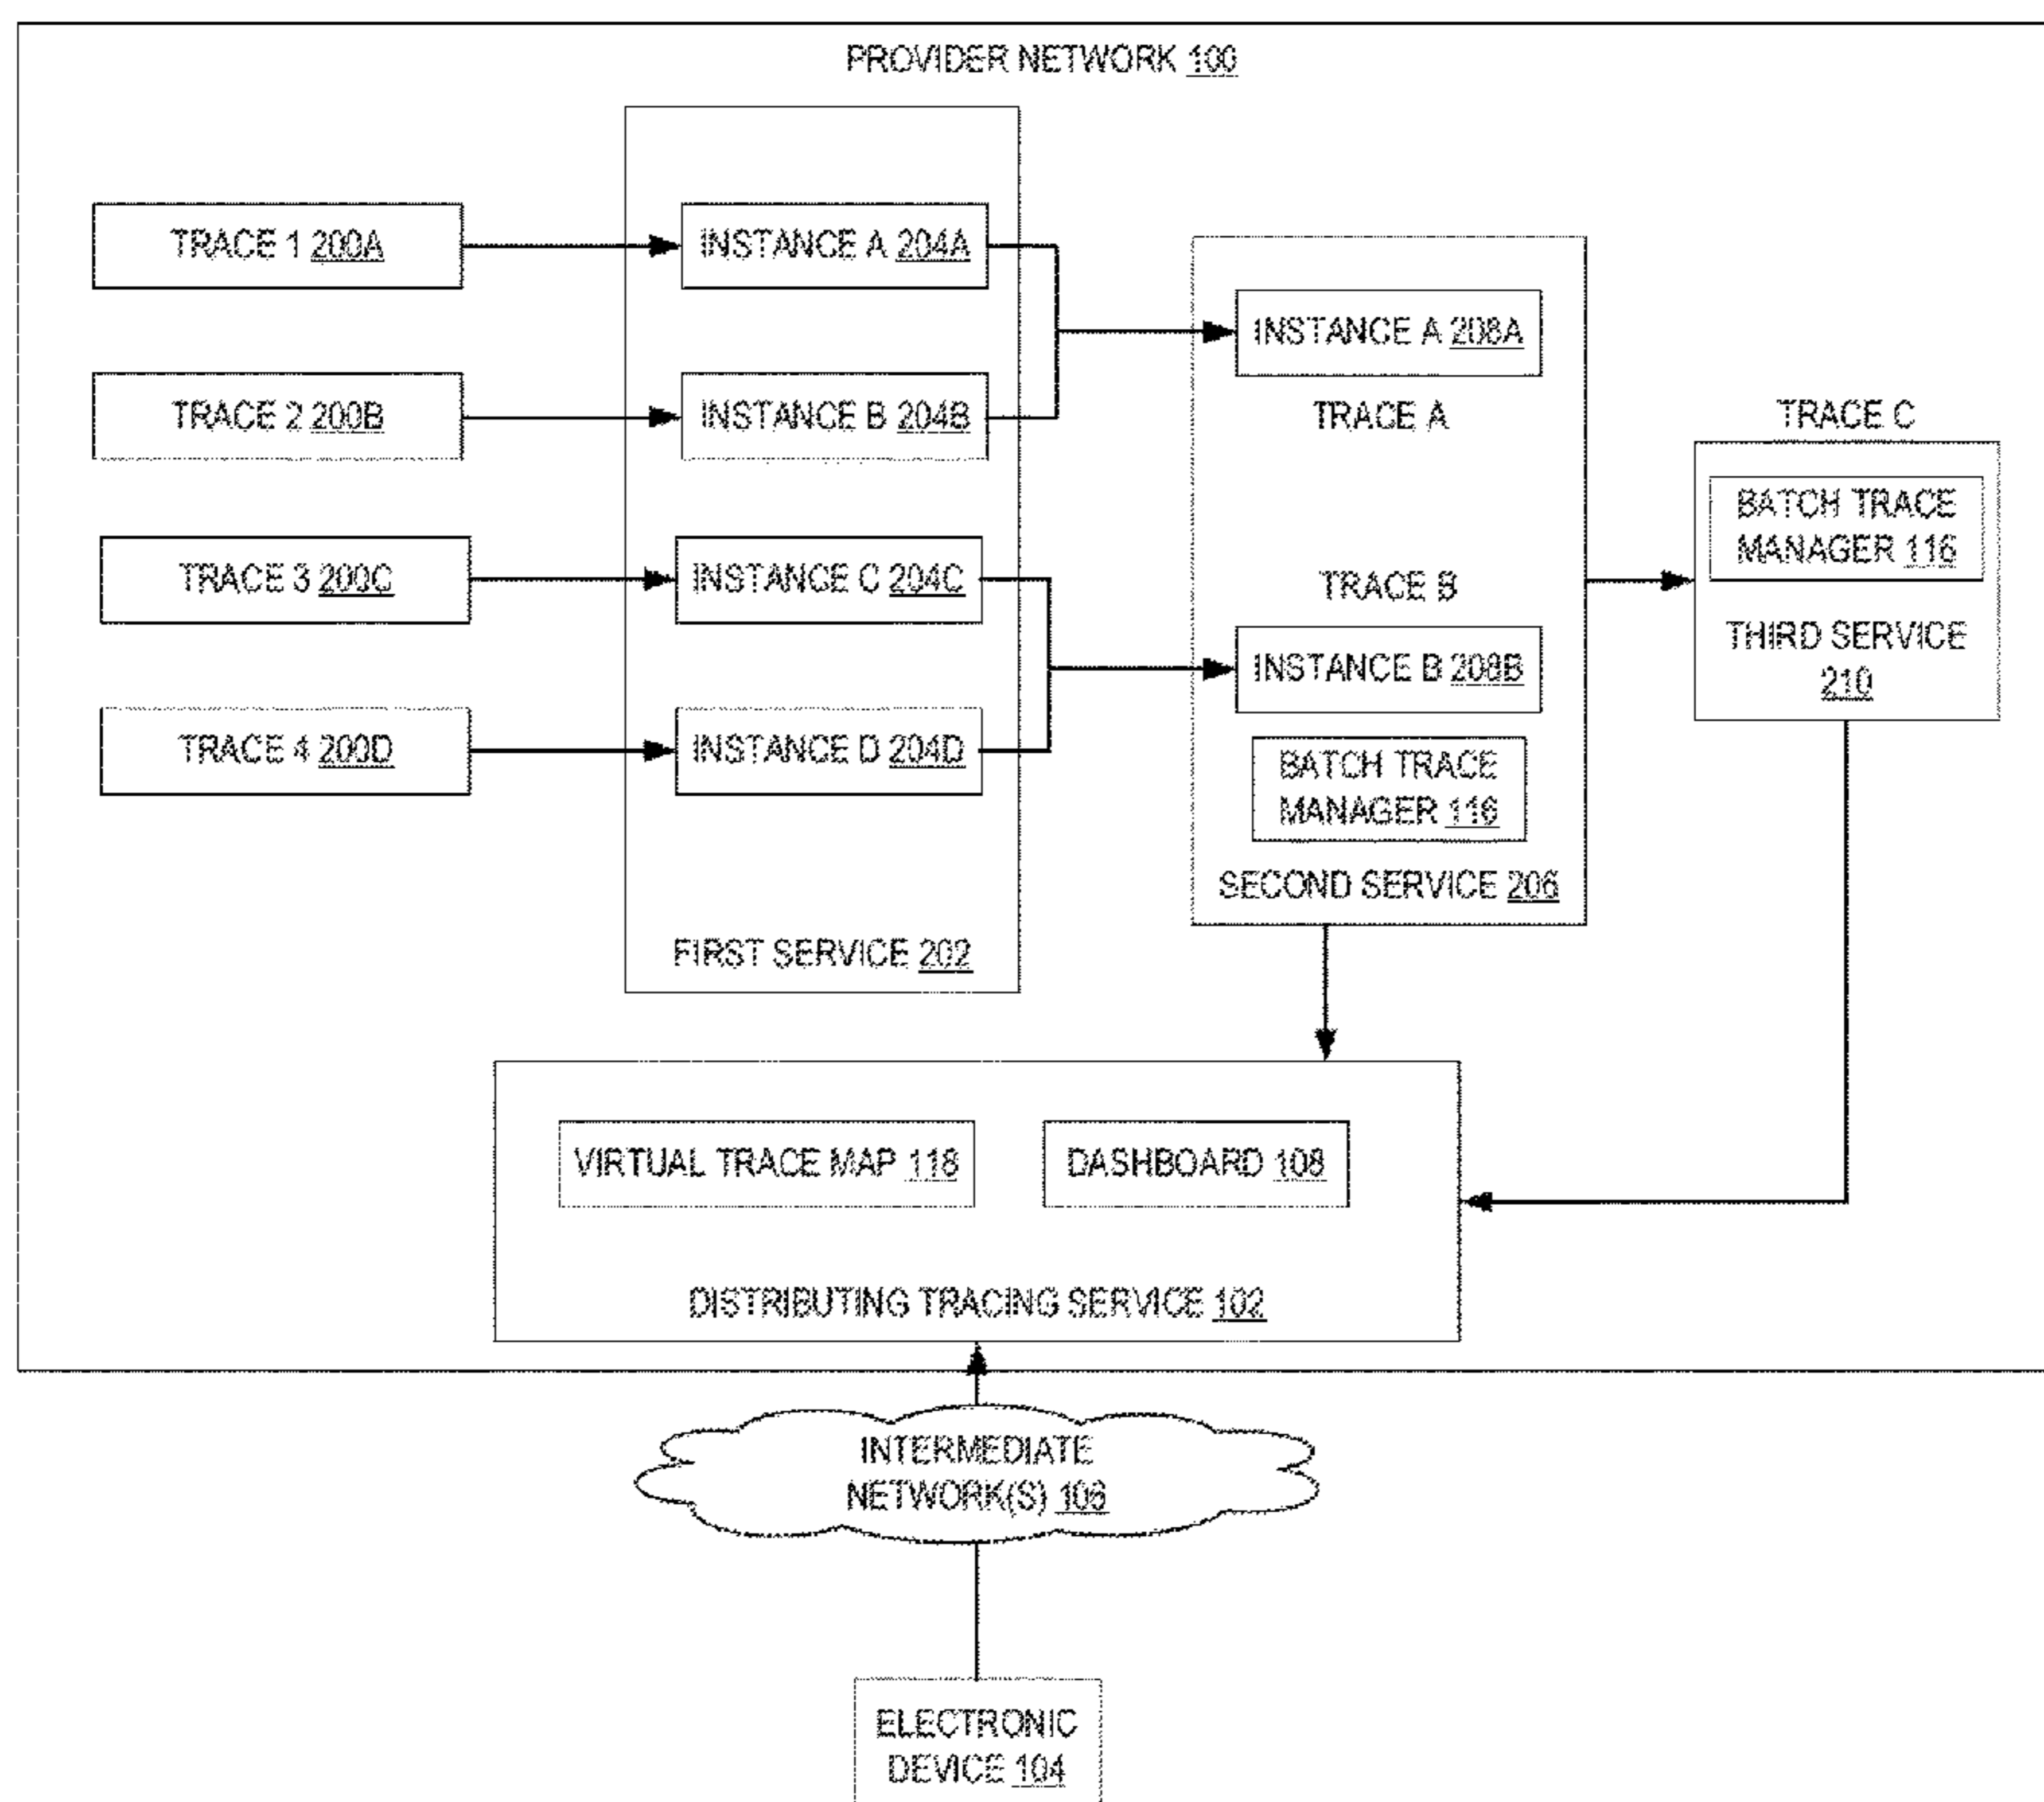 PROVIDER NETWORK 100
TRACE 1 200A
INSTANCE A 204A
TRACE 2 200B
INSTANCE B 204B
TRACE 3 200C
INSTANCE C 204C
TRACE 4 200D
INSTANCE D 204D
FIRST SERVICE 202
INSTANCE A 208A
TRACE A
TRACE B
INSTANCE B 208B
BATCH TRACE
MANAGER 116
SECOND SERVICE 206
TRACE C
BATCH TRACE
MANAGER 116
THIRD SERVICE
210
VIRTUAL TRACE MAP 118
DASHBOARD 108
DISTRIBUTING TRACING SERVICE 102
INTERMEDIATE
NETWORK(S) 106
ELECTRONIC
DEVICE 104